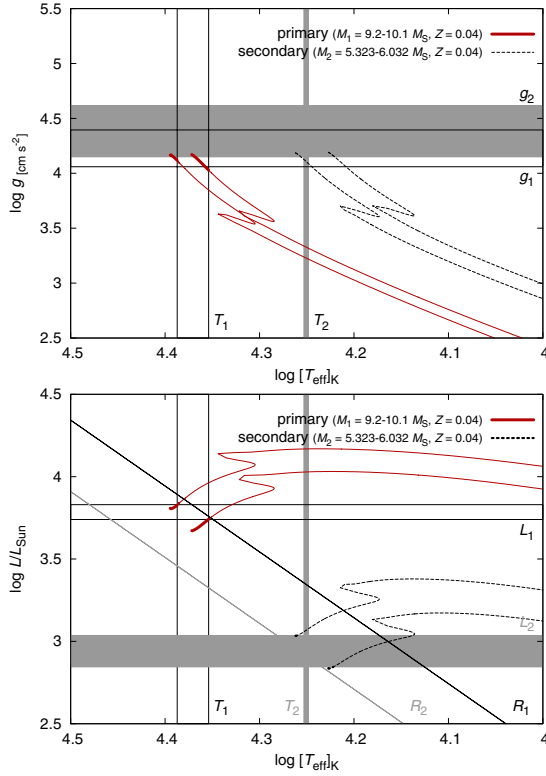 5.5
5
4.5
4
3.5
3
2.5
log g [cm s-2]
primary (M1 = 9.2-10.1 MS, Z = 0.04)
secondary (M2 = 5.323-6.032 MS, Z = 0.04)
g2
g1
T1
T2
4.5
4.4
4.3
4.2
4.1
4
log [Teff]K
4.5
4
3.5
3
2.5
log L/LSun
primary (M1 = 9.2-10.1 MS, Z = 0.04)
secondary (M2 = 5.323-6.032 MS, Z = 0.04)
L1
L2
T1
T2
R2
R1
4.5
4.4
4.3
4.2
4.1
4
log [Teff]K